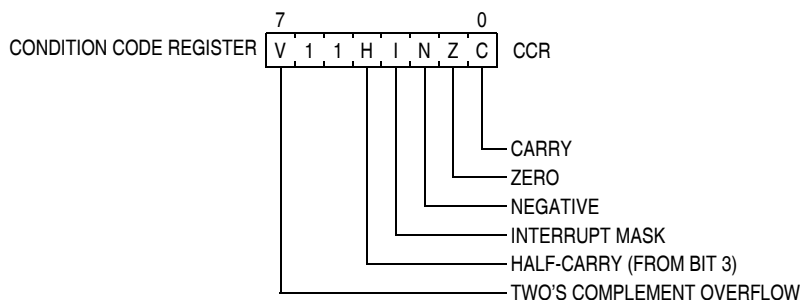 7 0
CONDITION CODE REGISTER V 1 1 H I N Z C CCR
CARRY
ZERO
NEGATIVE
INTERRUPT MASK
HALF-CARRY (FROM BIT 3)
TWO'S COMPLEMENT OVERFLOW